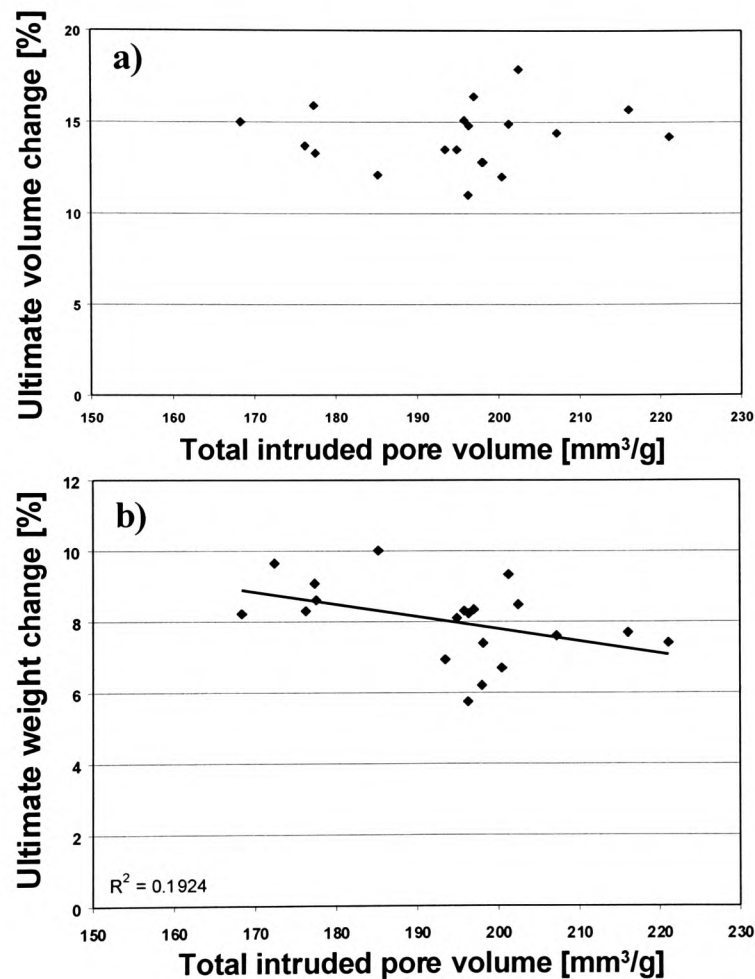 a)
Ultimate volume change [%]
20
15
10
5
0
150 160 170 180 190 200 210 220 230
Total intruded pore volume [mm³/g]
b)
Ultimate weight change [%]
12
10
8
6
4
2
0
R² = 0.1924
150 160 170 180 190 200 210 220 230
Total intruded pore volume [mm³/g]